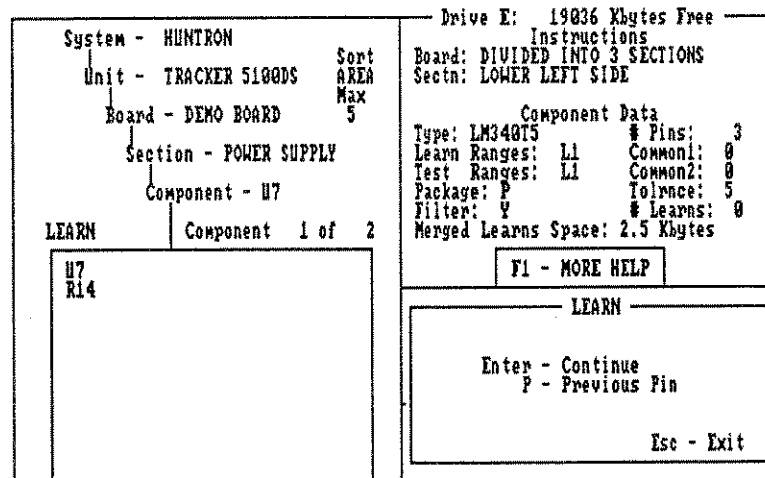 System - HUNTRON
Sort
Unit - TRACKER 5100DS AREA
Max
Board - DEMO BOARD 5
Section - POWER SUPPLY
Component - U7
LEARN Component 1 of 2
U7
R14
Drive E: 19036 Kbytes Free
Instructions
Board: DIVIDED INTO 3 SECTIONS
Sectn: LOWER LEFT SIDE
Component Data
Type: LM340T5 # Pins: 3
Learn Ranges: L1 Common1: 0
Test Ranges: L1 Common2: 0
Package: P Tolrnce: 5
Filter: Y # Learns: 0
Merged Learns Space: 2.5 Kbytes
F1 - MORE HELP
LEARN
Enter - Continue
P - Previous Pin
Esc - Exit